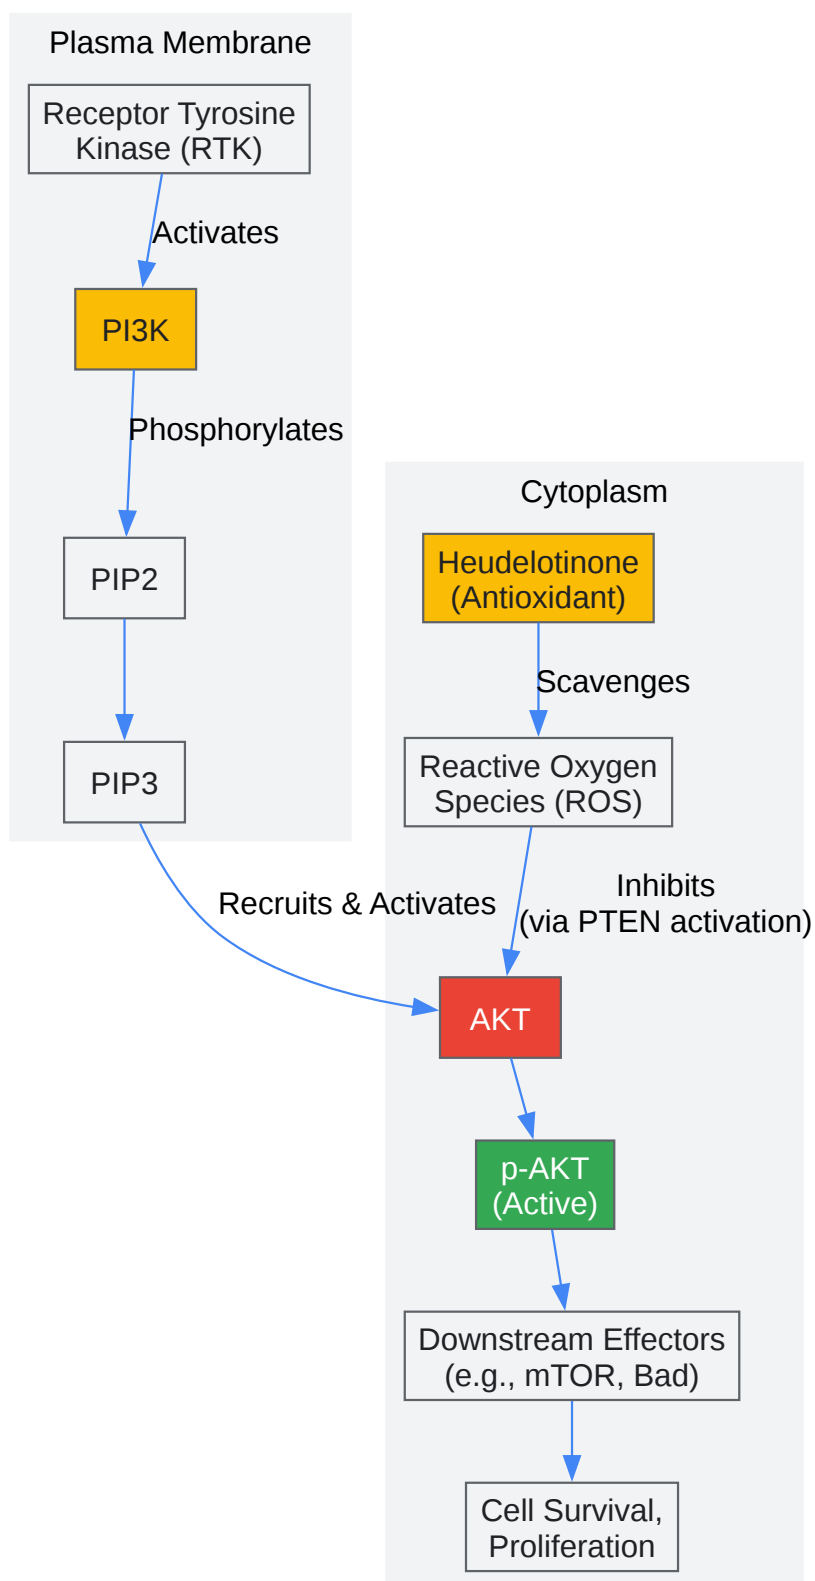 Plasma Membrane
Receptor Tyrosine
Kinase (RTK)
Activates
PI3K
Phosphorylates
PIP2
PIP3
Recruits & Activates
Cytoplasm
Heudelotinone
(Antioxidant)
Scavenges
Reactive Oxygen
Species (ROS)
Inhibits
(via PTEN activation)
AKT
p-AKT
(Active)
Downstream Effectors
(e.g., mTOR, Bad)
Cell Survival,
Proliferation